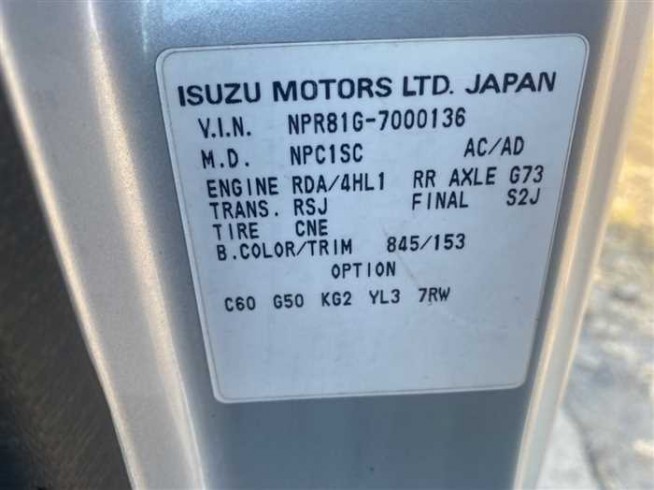 ISUZU MOTORS LTD. JAPAN
V.I.N. NPR81G-7000136
M.D. NPC1SC AC/AD
ENGINE RDA/4HL1 RR AXLE G73
TRANS. RSJ FINAL S2J
TIRE CNE
B.COLOR/TRIM 845/153
OPTION
C60 G50 KG2 YL3 7RW